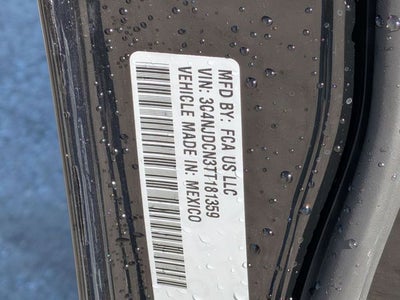 MFD BY: FCA US LLC
VIN: 3C4NJDCN3TT181359
VEHICLE MADE IN: MEXICO